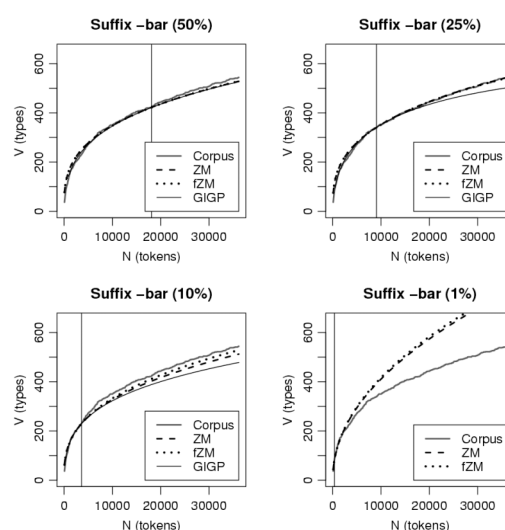 Suffix −bar (50%)
V (types)
600
400
200
0
Corpus
ZM
fZM
GIGP
0 10000 20000 30000
N (tokens)
Suffix −bar (25%)
V (types)
600
400
200
0
Corpus
ZM
fZM
GIGP
0 10000 20000 30000
N (tokens)
Suffix −bar (10%)
V (types)
600
400
200
0
Corpus
ZM
fZM
GIGP
0 10000 20000 30000
N (tokens)
Suffix −bar (1%)
V (types)
600
400
200
0
Corpus
ZM
fZM
0 10000 20000 30000
N (tokens)